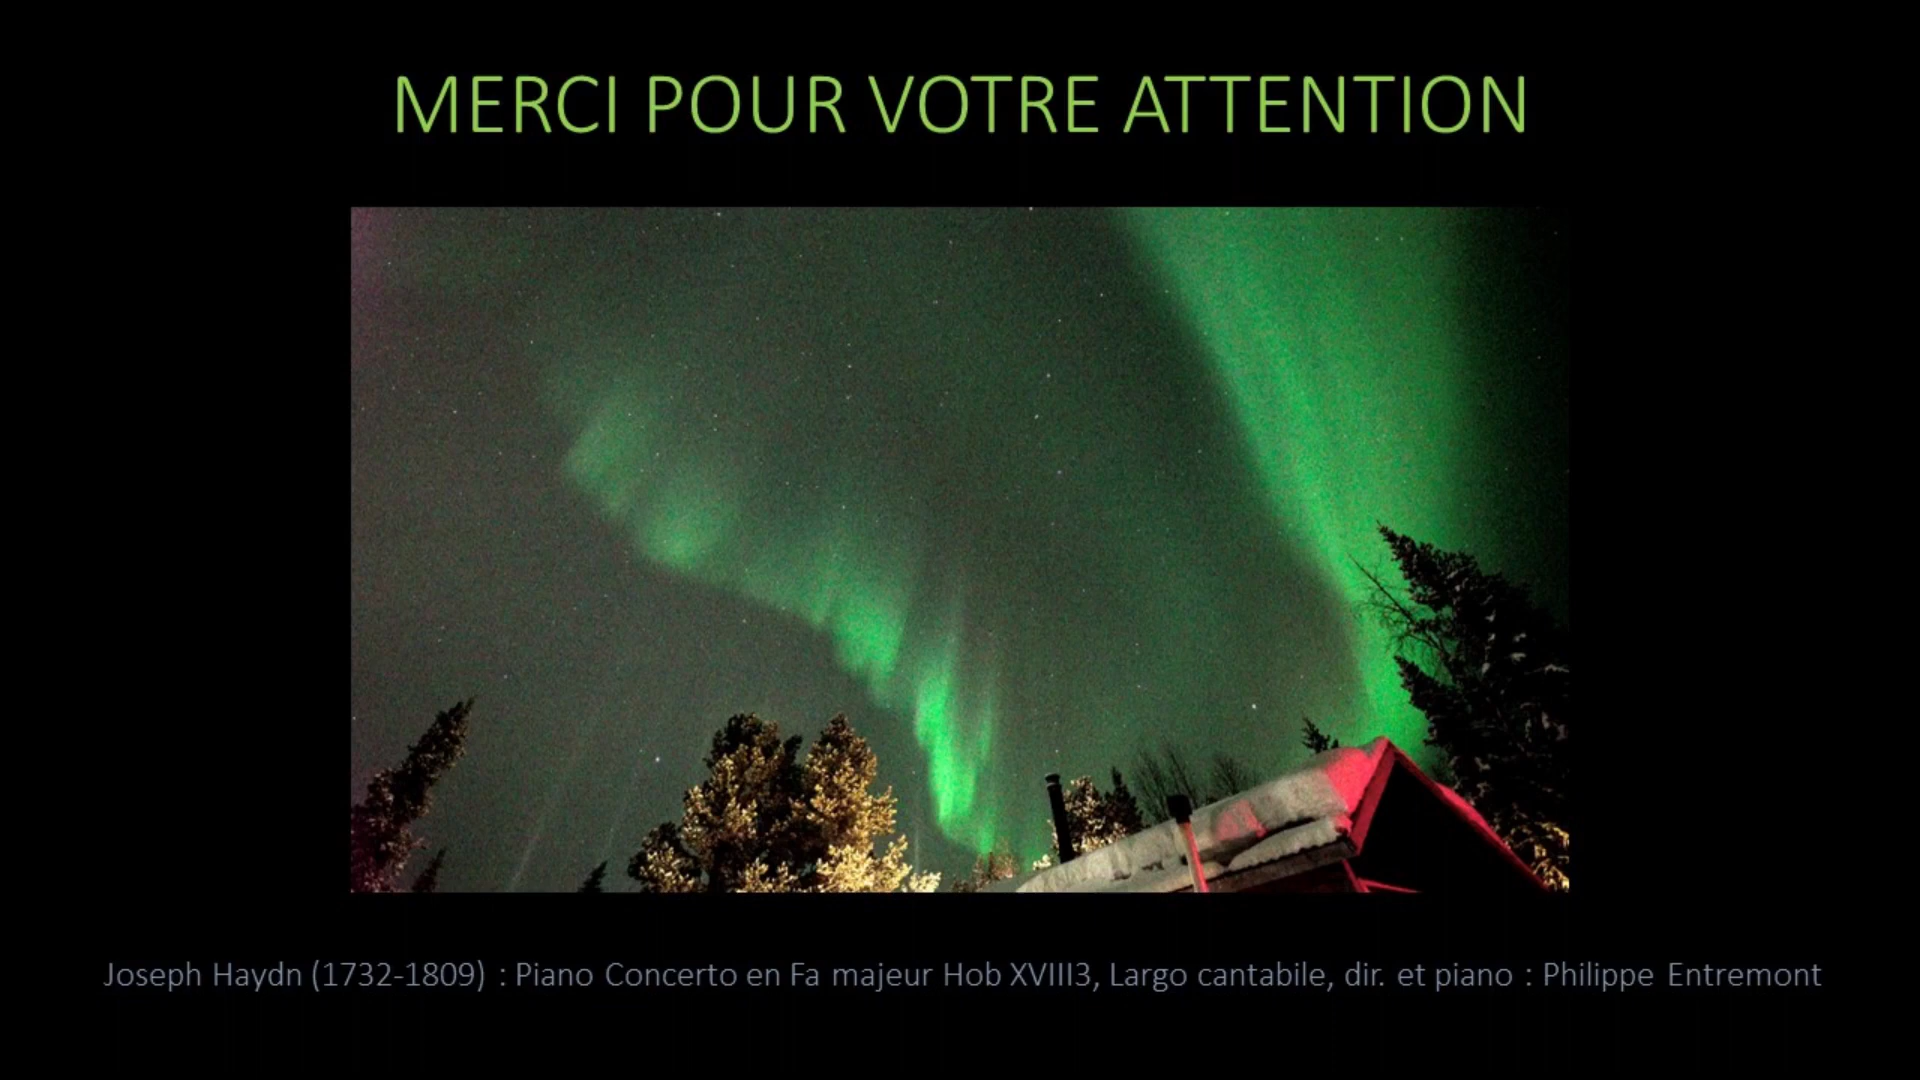 MERCI POUR VOTRE ATTENTION
Joseph Haydn (1732-1809) : Piano Concerto en Fa majeur Hob XVIII3, Largo cantabile, dir. et piano : Philippe Entremont